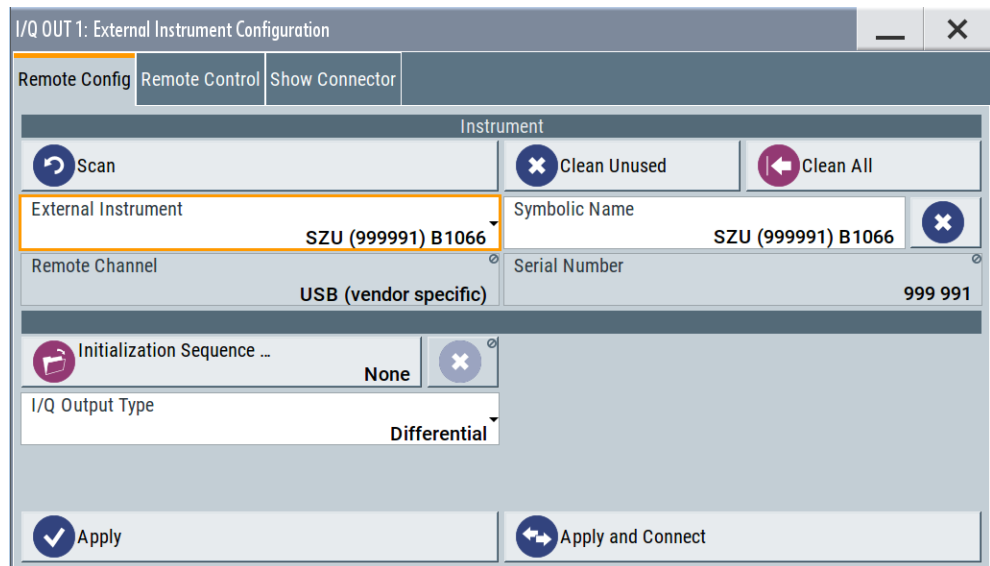 I/Q OUT 1: External Instrument Configuration
Remote Config Remote Control Show Connector
Instrument
Scan Clean Unused Clean All
External Instrument Symbolic Name
SZU (999991) B1066 SZU (999991) B1066
Remote Channel Serial Number
USB (vendor specific) 999 991
Initialization Sequence ...
None
I/Q Output Type
Differential
Apply Apply and Connect